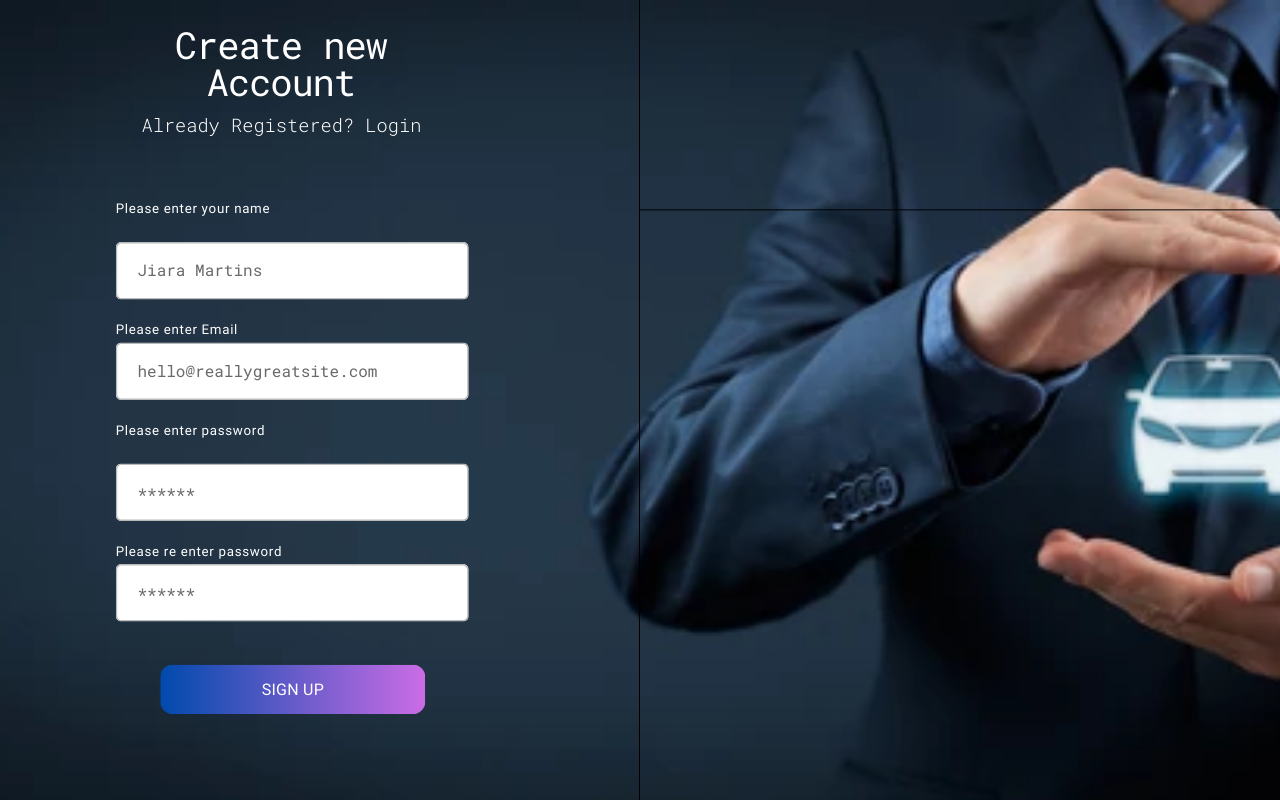 Create new
Account
Already Registered? Login
Please enter your name
Jiara Martins
Please enter Email
hello@reallygreatsite.com
Please enter password
******
Please re enter password
******
SIGN UP